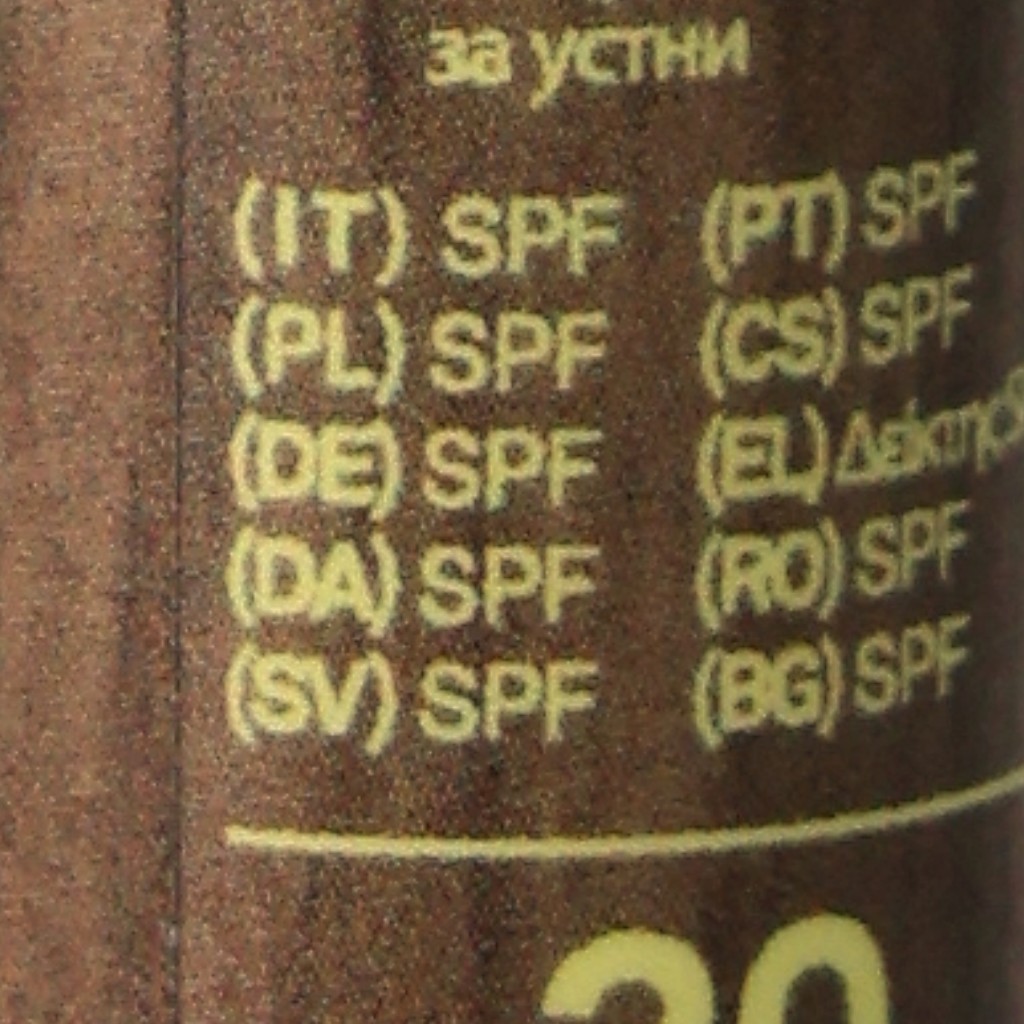 за устни
(IT) SPF (PT) SPF
(PL) SPF (CS) SPF
(DE) SPF (EL) Δείκτης
(DA) SPF (RO) SPF
(SV) SPF (BG) SPF